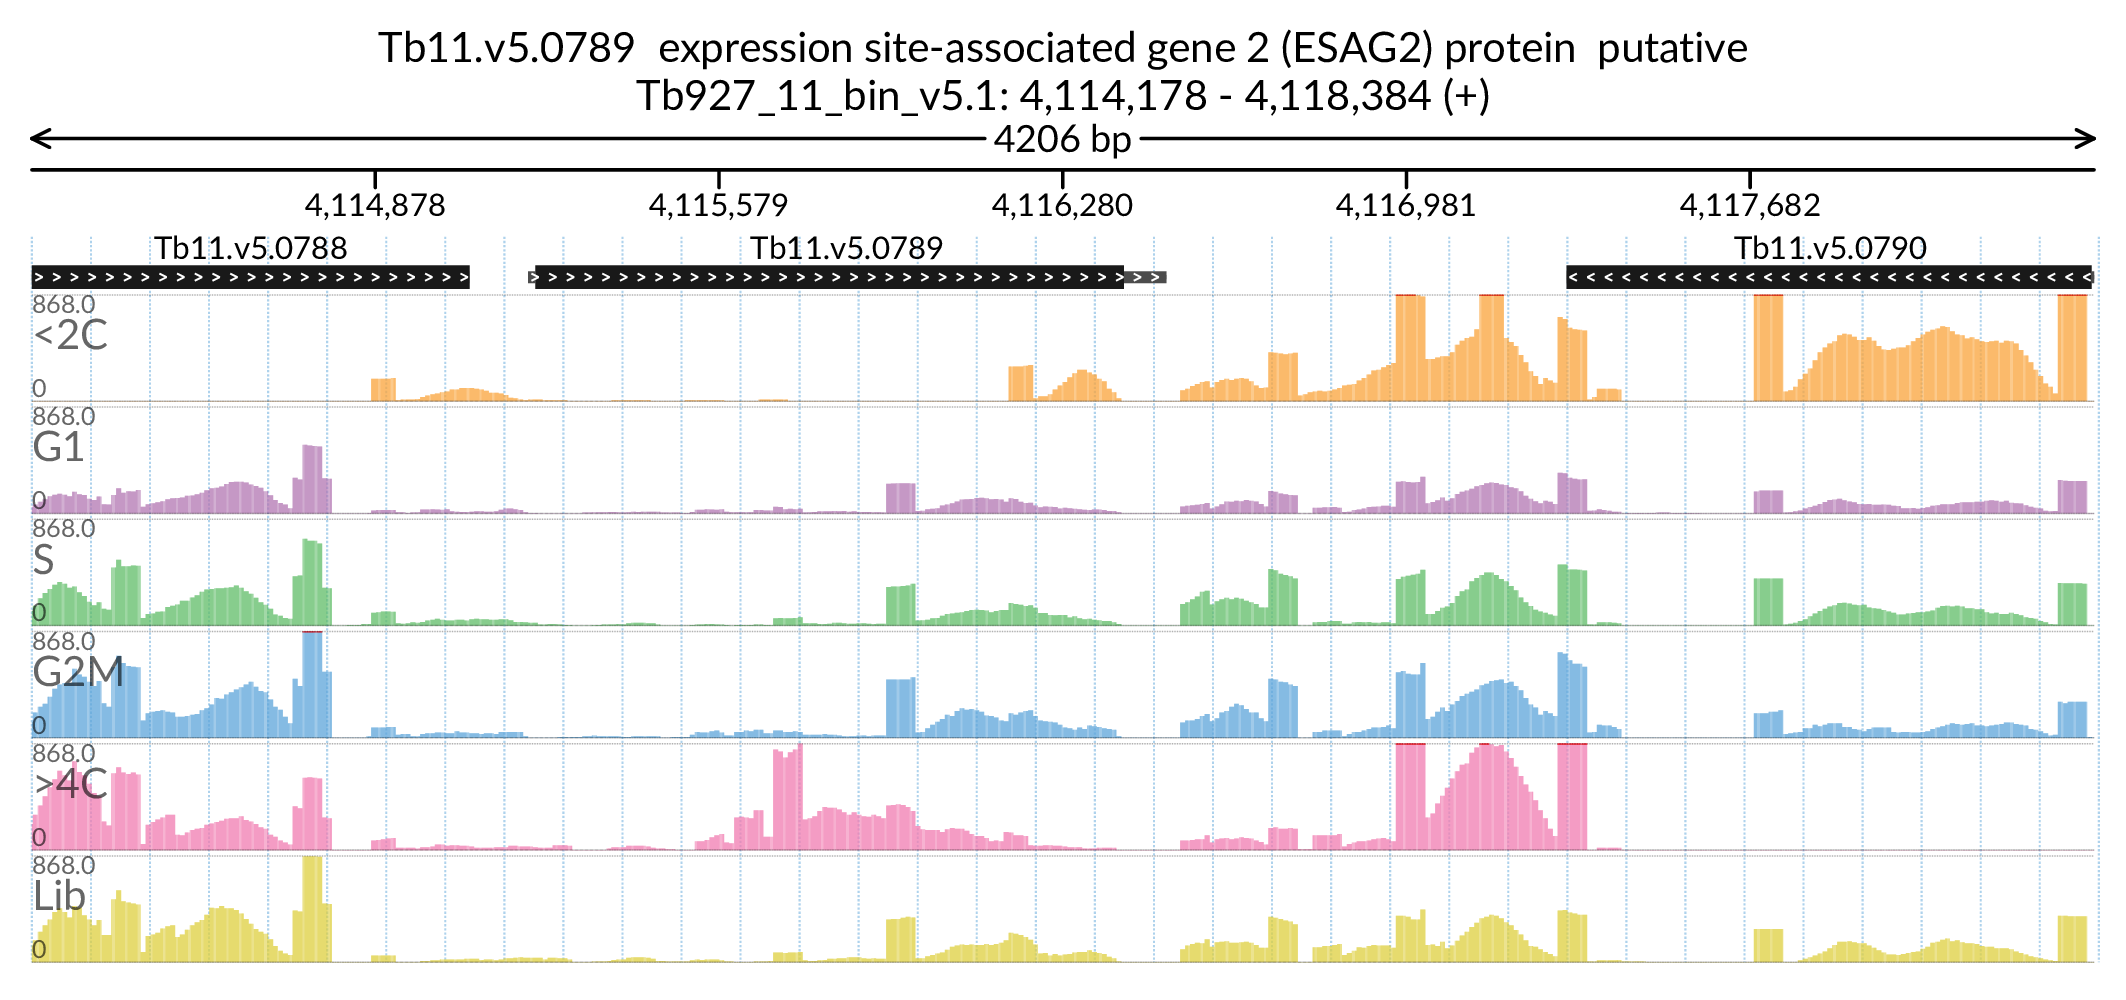 Tb11.v5.0789  expression site-associated gene 2 (ESAG2) protein  putative
Tb927_11_bin_v5.1: 4,114,178 - 4,118,384 (+)
4206 bp
4,114,878 4,115,579 4,116,280 4,116,981 4,117,682
Tb11.v5.0788 Tb11.v5.0789 Tb11.v5.0790
868.0
<2C
0
868.0
G1
0
868.0
S
0
868.0
G2M
0
868.0
>4C
0
868.0
Lib
0